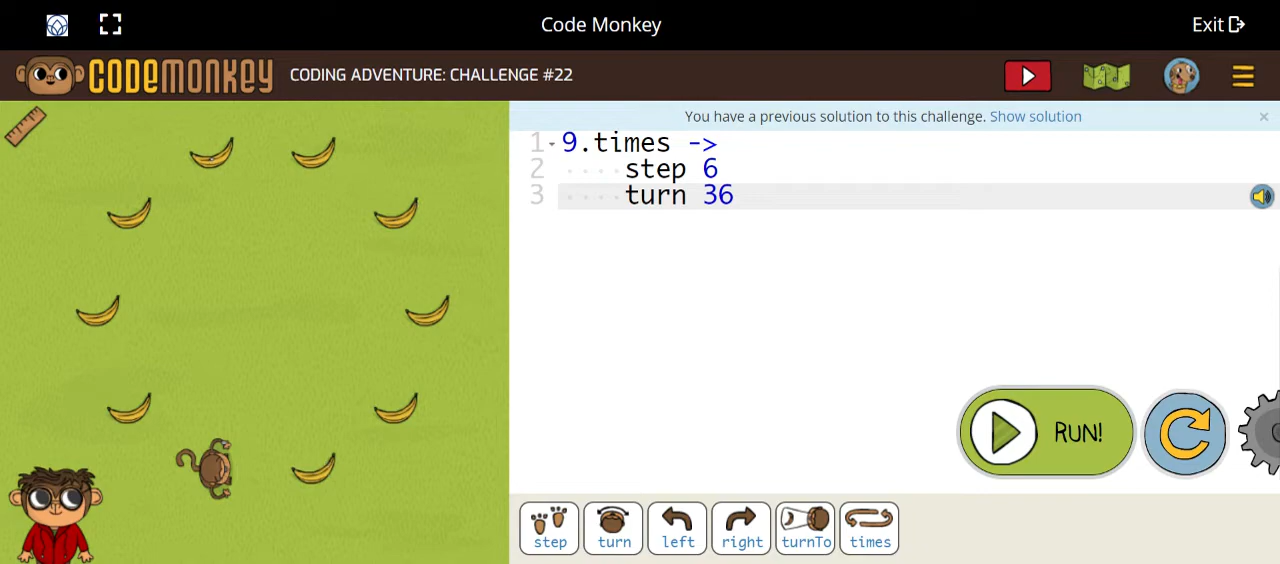 Code Monkey
Exit
CODEMONKEY CODING ADVENTURE: CHALLENGE #22
You have a previous solution to this challenge. Show solution ×
1 9.times ->
2 step 6
3 turn 36
RUN!
step turn left right turnTo times